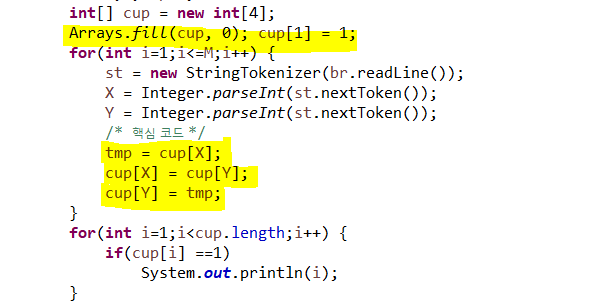 int[] cup = new int[4];
Arrays.fill(cup, 0); cup[1] = 1;
for(int i=1;i<=M;i++) {
st = new StringTokenizer(br.readLine());
X = Integer.parseInt(st.nextToken());
Y = Integer.parseInt(st.nextToken());
/* 핵심 코드 */
tmp = cup[X];
cup[X] = cup[Y];
cup[Y] = tmp;
}
for(int i=1;i<cup.length;i++) {
if(cup[i] ==1)
System.out.println(i);
}